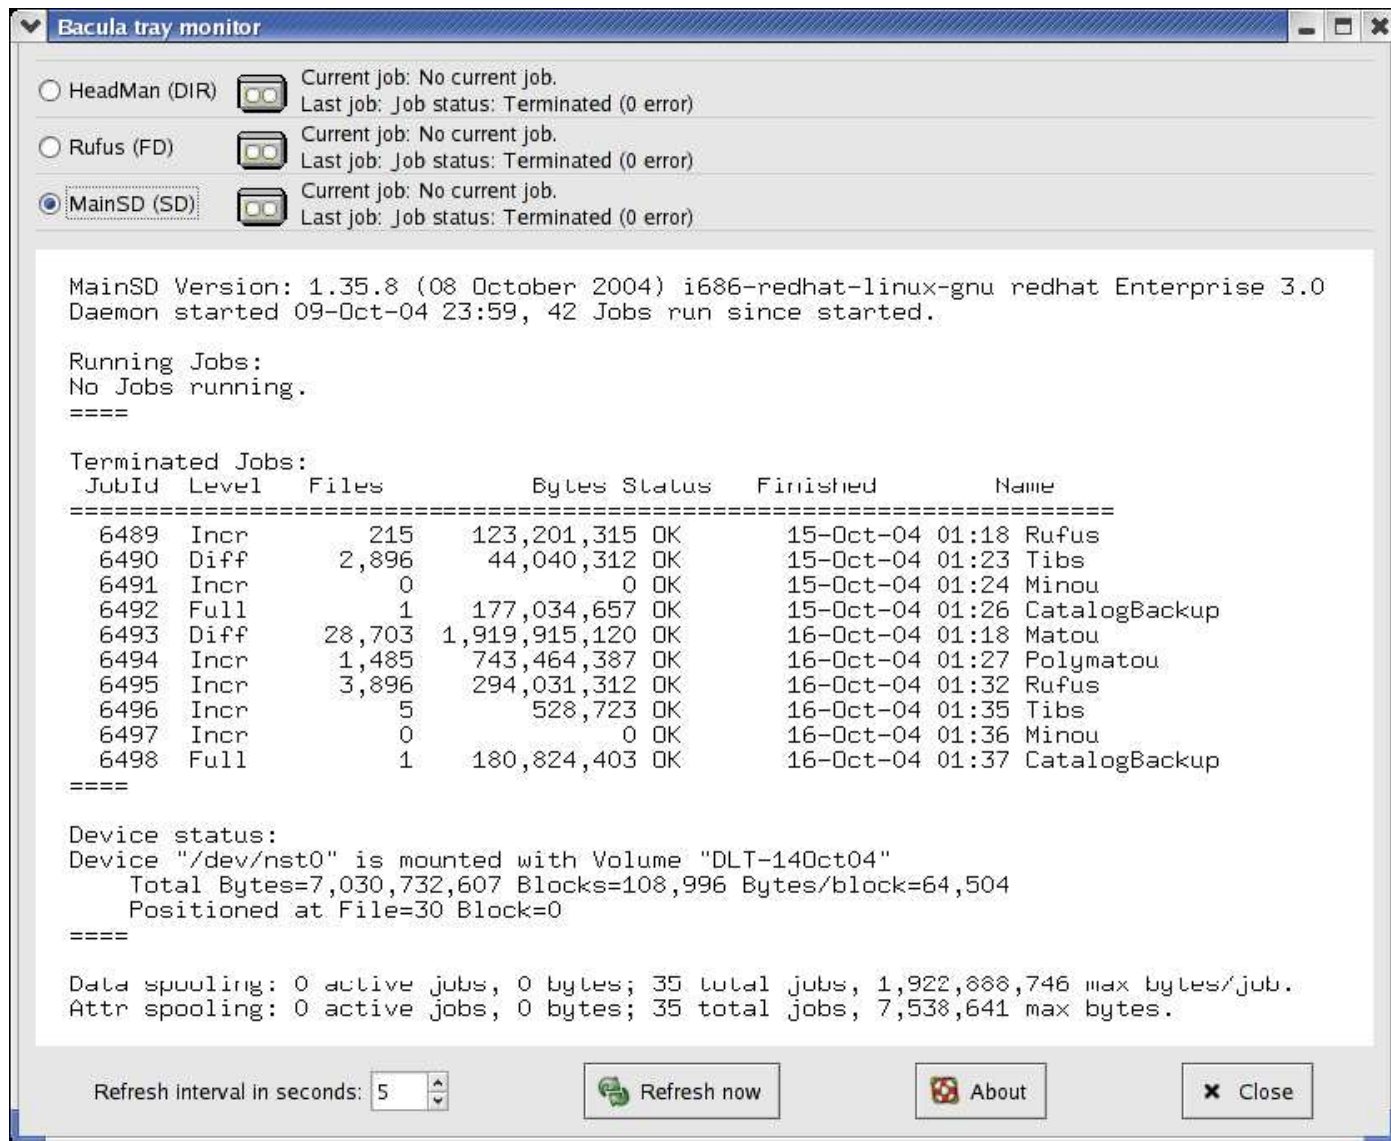 Bacula tray monitor
HeadMan (DIR)
Current job: No current job.
Last job: Job status: Terminated (0 error)
Rufus (FD)
Current job: No current job.
Last job: Job status: Terminated (0 error)
MainSD (SD)
Current job: No current job.
Last job: Job status: Terminated (0 error)
MainSD Version: 1.35.8 (08 October 2004) i686-redhat-linux-gnu redhat Enterprise 3.0
Daemon started 09-Oct-04 23:59, 42 Jobs run since started.
Running Jobs:
No Jobs running.
====
Terminated Jobs:
JobId Level Files Bytes Status Finished Name
======================================================================
6489 Incr 215 123,201,315 OK 15-Oct-04 01:18 Rufus
6490 Diff 2,896 44,040,312 OK 15-Oct-04 01:23 Tibs
6491 Incr 0 0 OK 15-Oct-04 01:24 Minou
6492 Full 1 177,034,657 OK 15-Oct-04 01:26 CatalogBackup
6493 Diff 28,703 1,919,915,120 OK 16-Oct-04 01:18 Matou
6494 Incr 1,485 743,464,387 OK 16-Oct-04 01:27 Polymatou
6495 Incr 3,896 294,031,312 OK 16-Oct-04 01:32 Rufus
6496 Incr 5 528,723 OK 16-Oct-04 01:35 Tibs
6497 Incr 0 0 OK 16-Oct-04 01:36 Minou
6498 Full 1 180,824,403 OK 16-Oct-04 01:37 CatalogBackup
====
Device status:
Device "/dev/nst0" is mounted with Volume "DLT-14Oct04"
Total Bytes=7,030,732,607 Blocks=108,996 Bytes/block=64,504
Positioned at File=30 Block=0
====
Data spooling: 0 active jobs, 0 bytes; 35 total jobs, 1,922,888,746 max bytes/job.
Attr spooling: 0 active jobs, 0 bytes; 35 total jobs, 7,538,641 max bytes.
Refresh interval in seconds: 5
Refresh now
About
Close